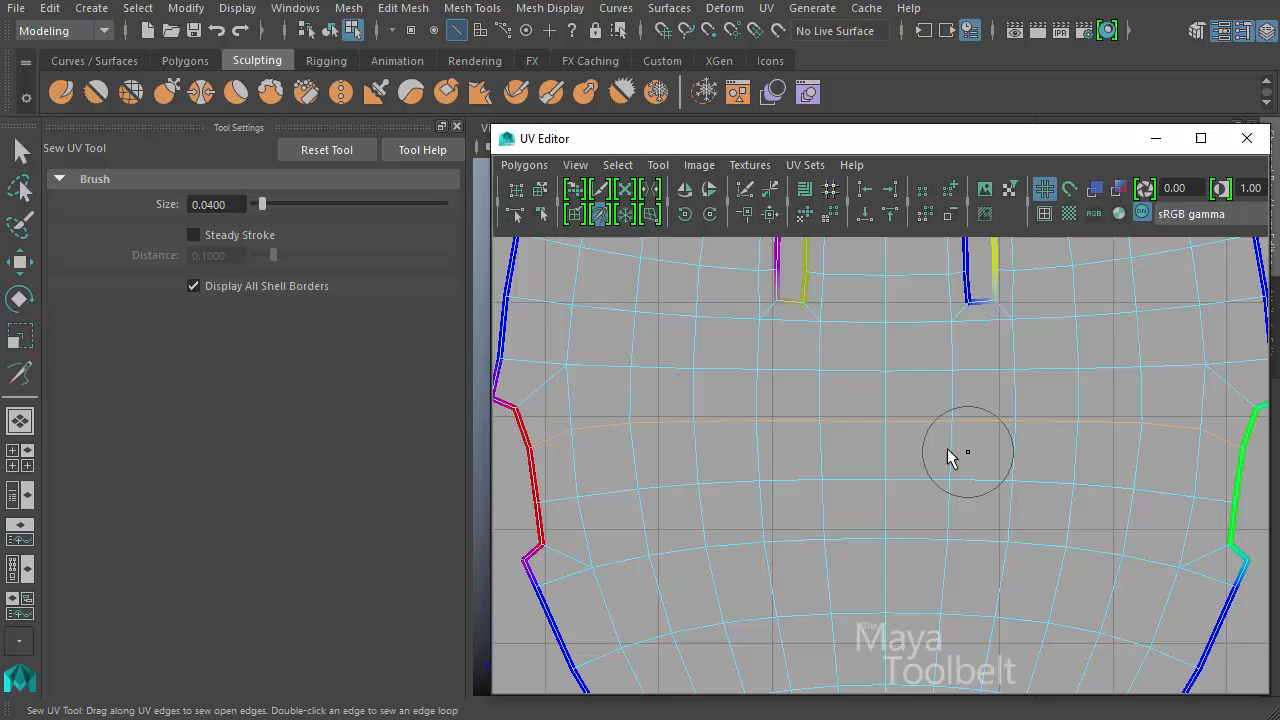 File Edit Create Select Modify Display Windows Mesh Edit Mesh Mesh Tools Mesh Display Curves Surfaces Deform UV Generate Cache Help
Modeling No Live Surface IPR
Curves / Surfaces Polygons Sculpting Rigging Animation Rendering FX FX Caching Custom XGen Icons
Tool Settings
Sew UV Tool Reset Tool Tool Help
Brush
Size: 0.0400
Steady Stroke
Distance: 0.1000
Display All Shell Borders
UV Editor
Polygons View Select Tool Image Textures UV Sets Help
0.00 1.00
RGB ON sRGB gamma
The
Maya
Toolbelt
Sew UV Tool: Drag along UV edges to sew open edges. Double-click an edge to sew an edge loop